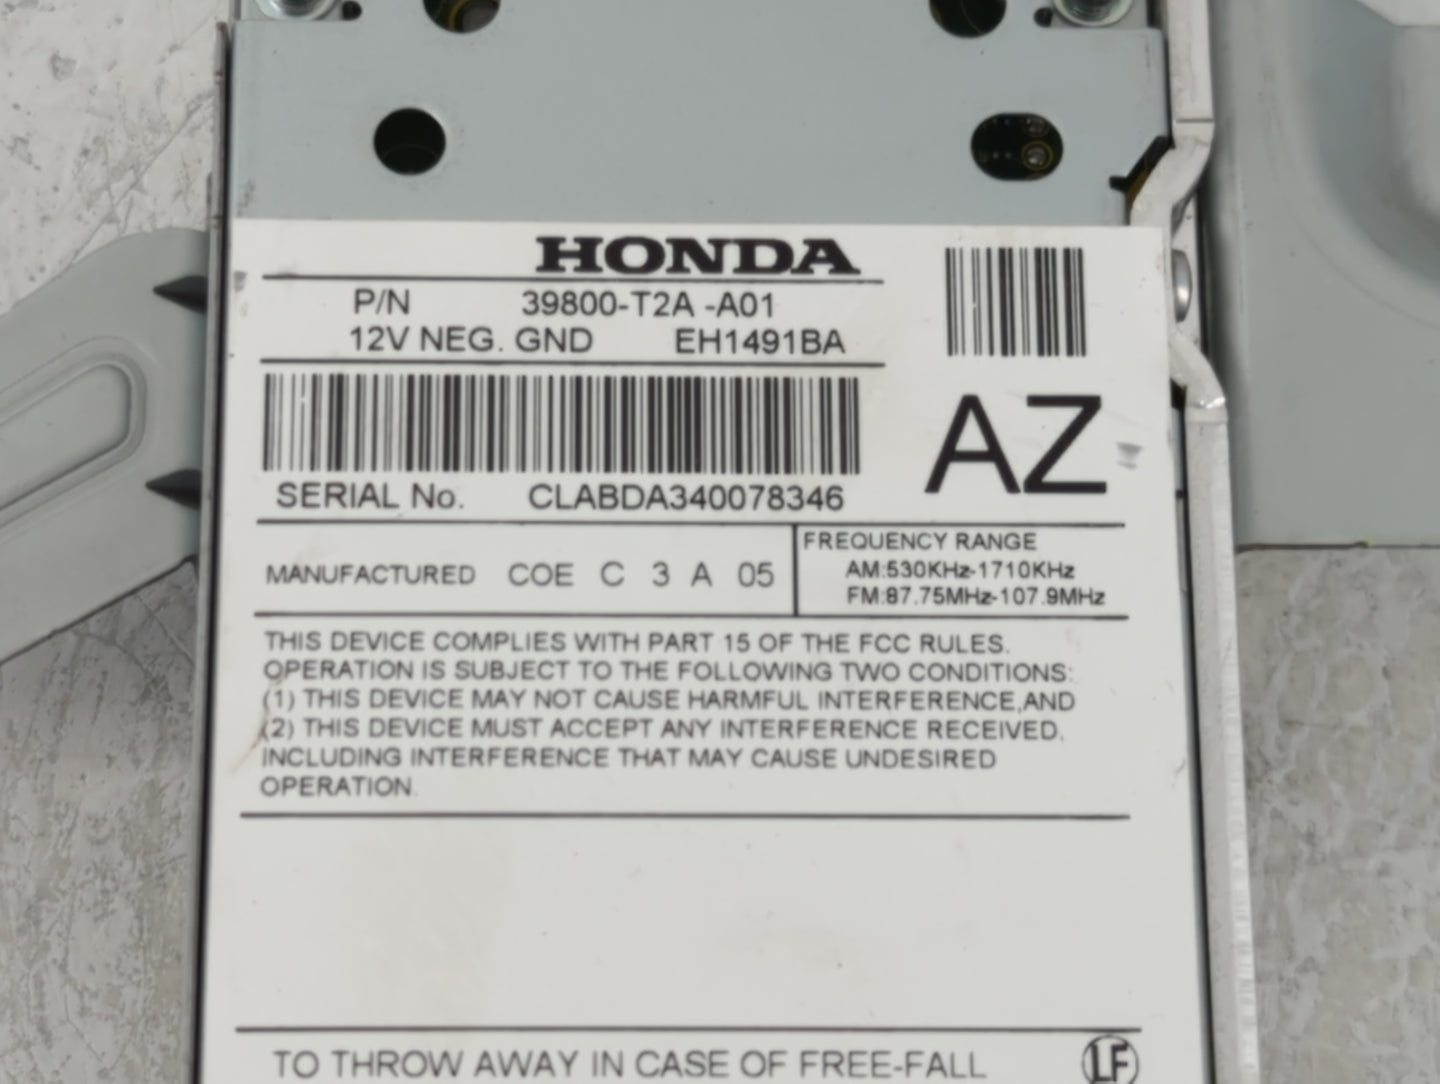 HONDA
P/N 39800-T2A -A01
12V NEG. GND EH1491BA
AZ
SERIAL No. CLABDA340078346
MANUFACTURED COE C 3 A 05
FREQUENCY RANGE
AM:530KHz-1710KHz
FM:87.75MHz-107.9MHz
THIS DEVICE COMPLIES WITH PART 15 OF THE FCC RULES.
OPERATION IS SUBJECT TO THE FOLLOWING TWO CONDITIONS:
(1) THIS DEVICE MAY NOT CAUSE HARMFUL INTERFERENCE,AND
(2) THIS DEVICE MUST ACCEPT ANY INTERFERENCE RECEIVED,
INCLUDING INTERFERENCE THAT MAY CAUSE UNDESIRED
OPERATION.
TO THROW AWAY IN CASE OF FREE-FALL
LF